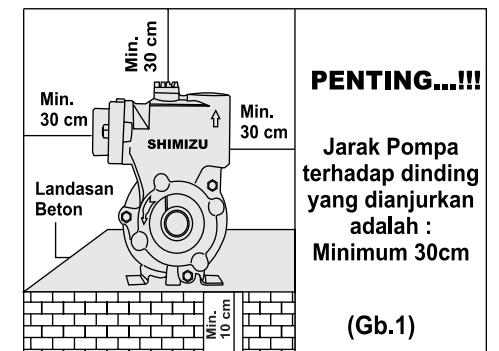 Min.
30 cm
Min.
30 cm
Min.
30 cm
SHIMIZU
Landasan
Beton
Min.
10 cm
PENTING...!!!
Jarak Pompa
terhadap dinding
yang dianjurkan
adalah :
Minimum 30cm
(Gb.1)